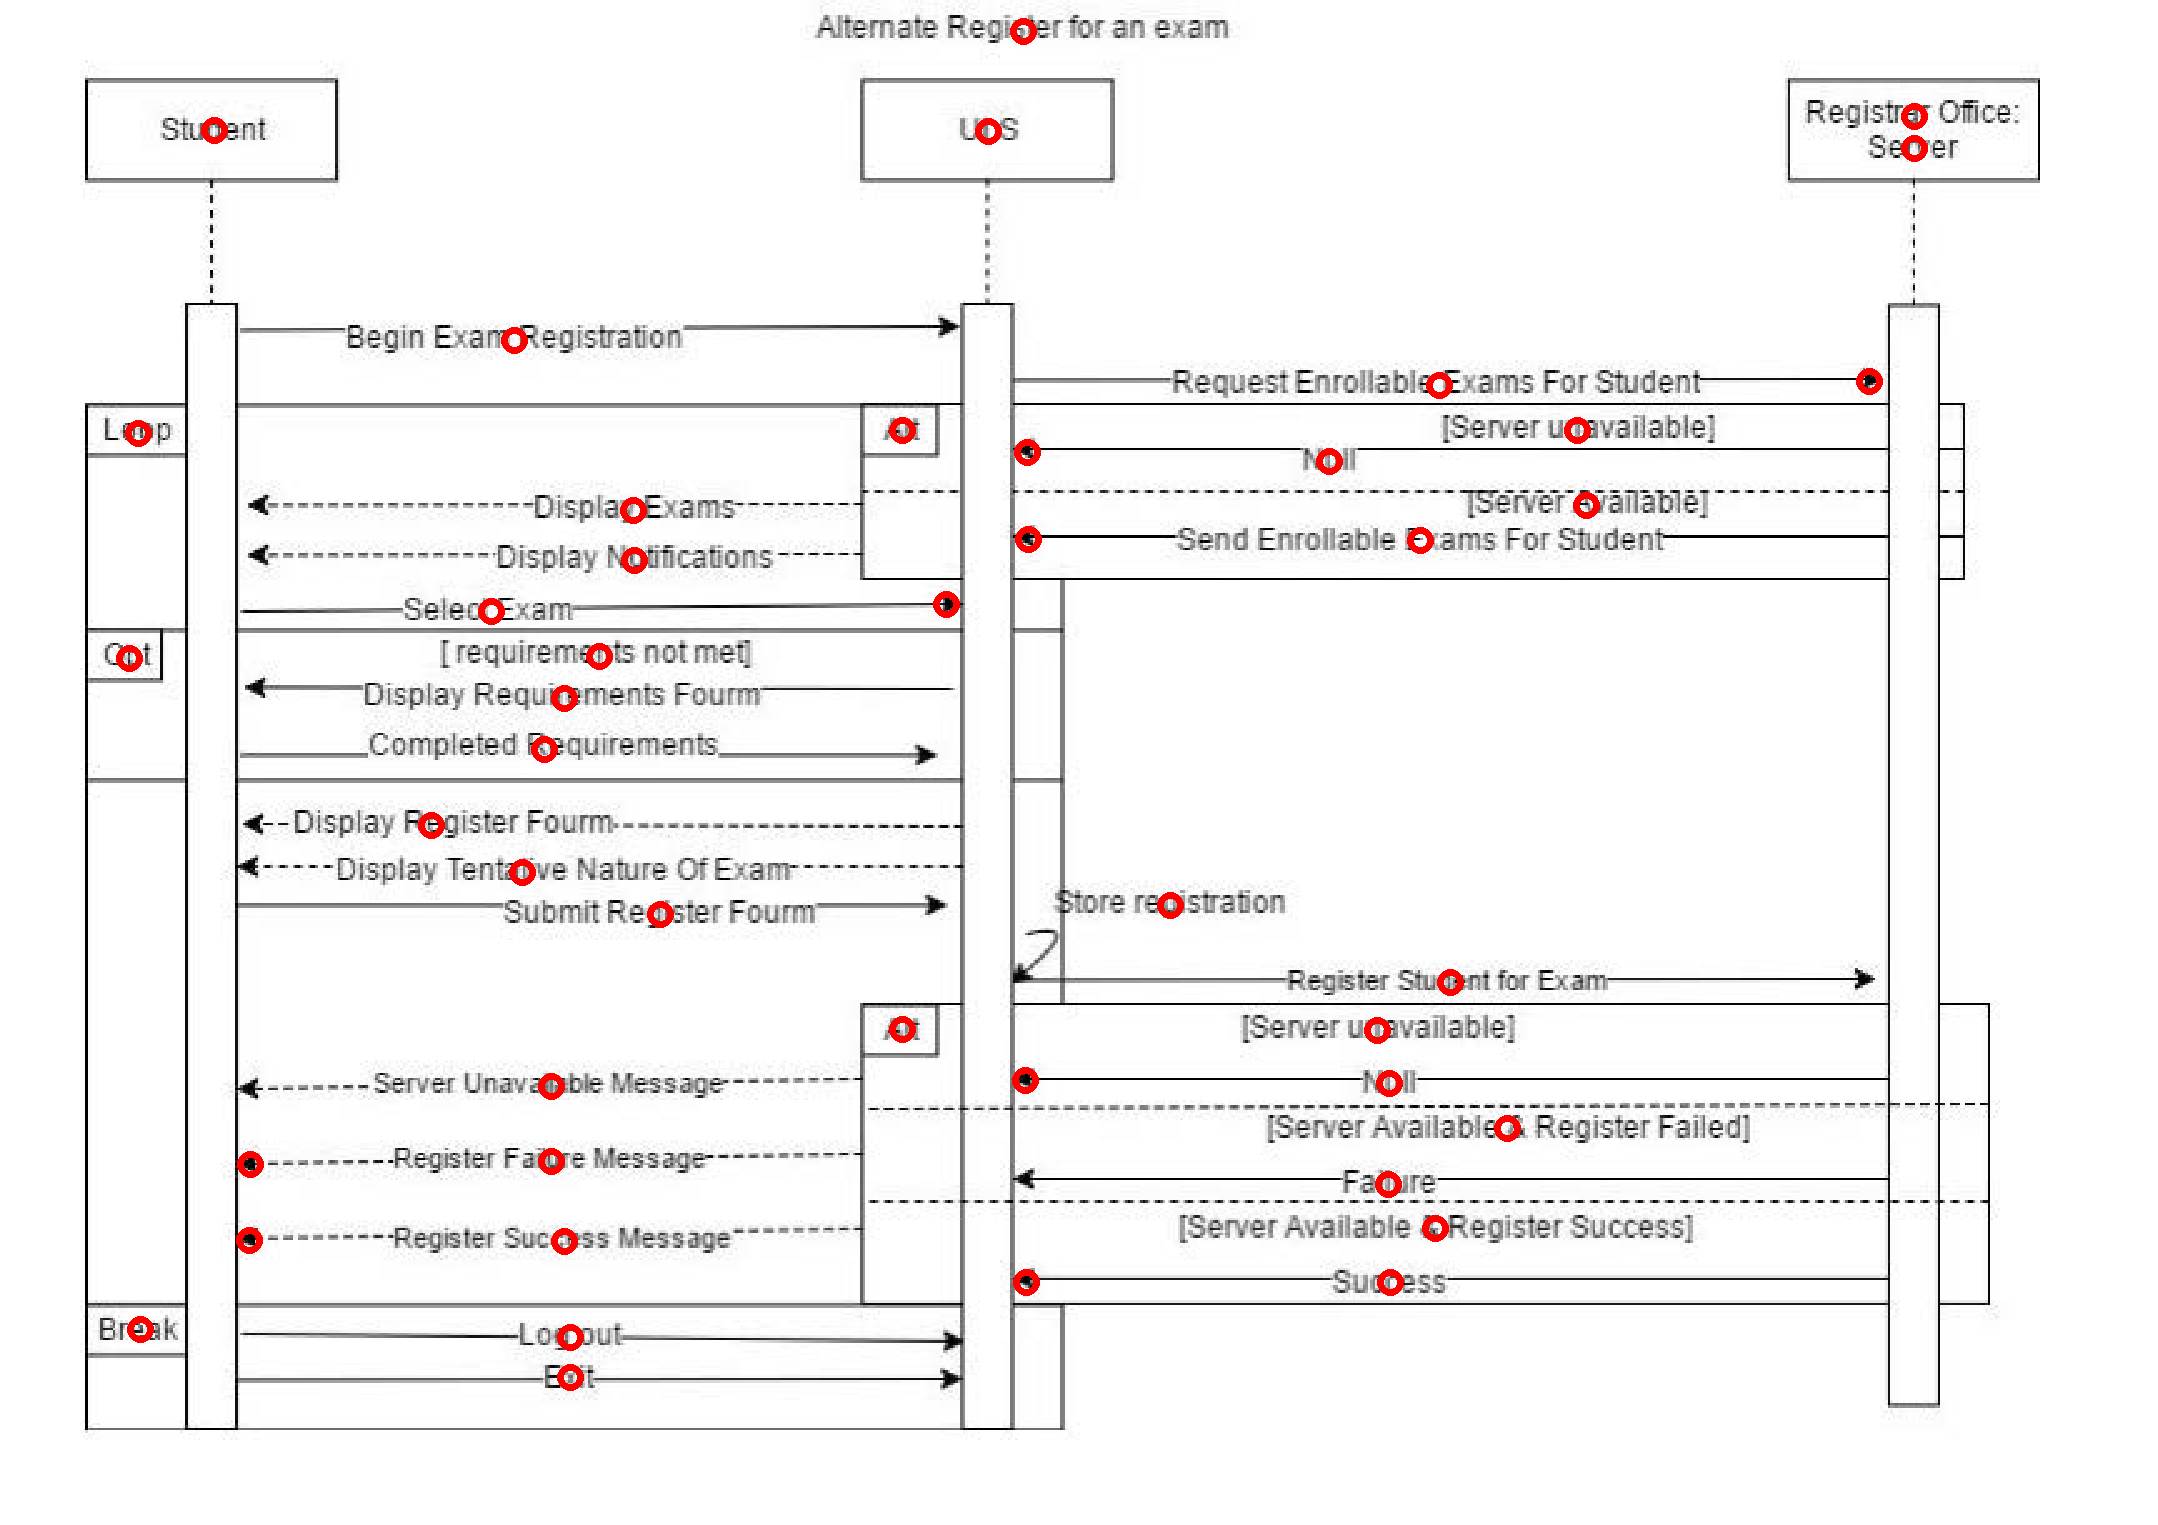 Alternate Register for an exam
Student
Registrar Office:
Server
Begin Exam Registration
Request Enrollable Exams For Student
Loop
Alt
[Server unavailable]
Null
Display Exams
[Server Available]
Send Enrollable Exams For Student
Display Notifications
Select Exam
Opt
[ requirements not met]
Display Requirements Fourm
Completed Requirements
Display Register Fourm
Display Tentative Nature Of Exam
Submit Register Fourm
Store registration
Register Student for Exam
Alt
[Server unavailable]
Server Unavailable Message
Null
[Server Available & Register Failed]
Register Failure Message
Failure
[Server Available & Register Success]
Register Success Message
Success
Break
Log out
Exit